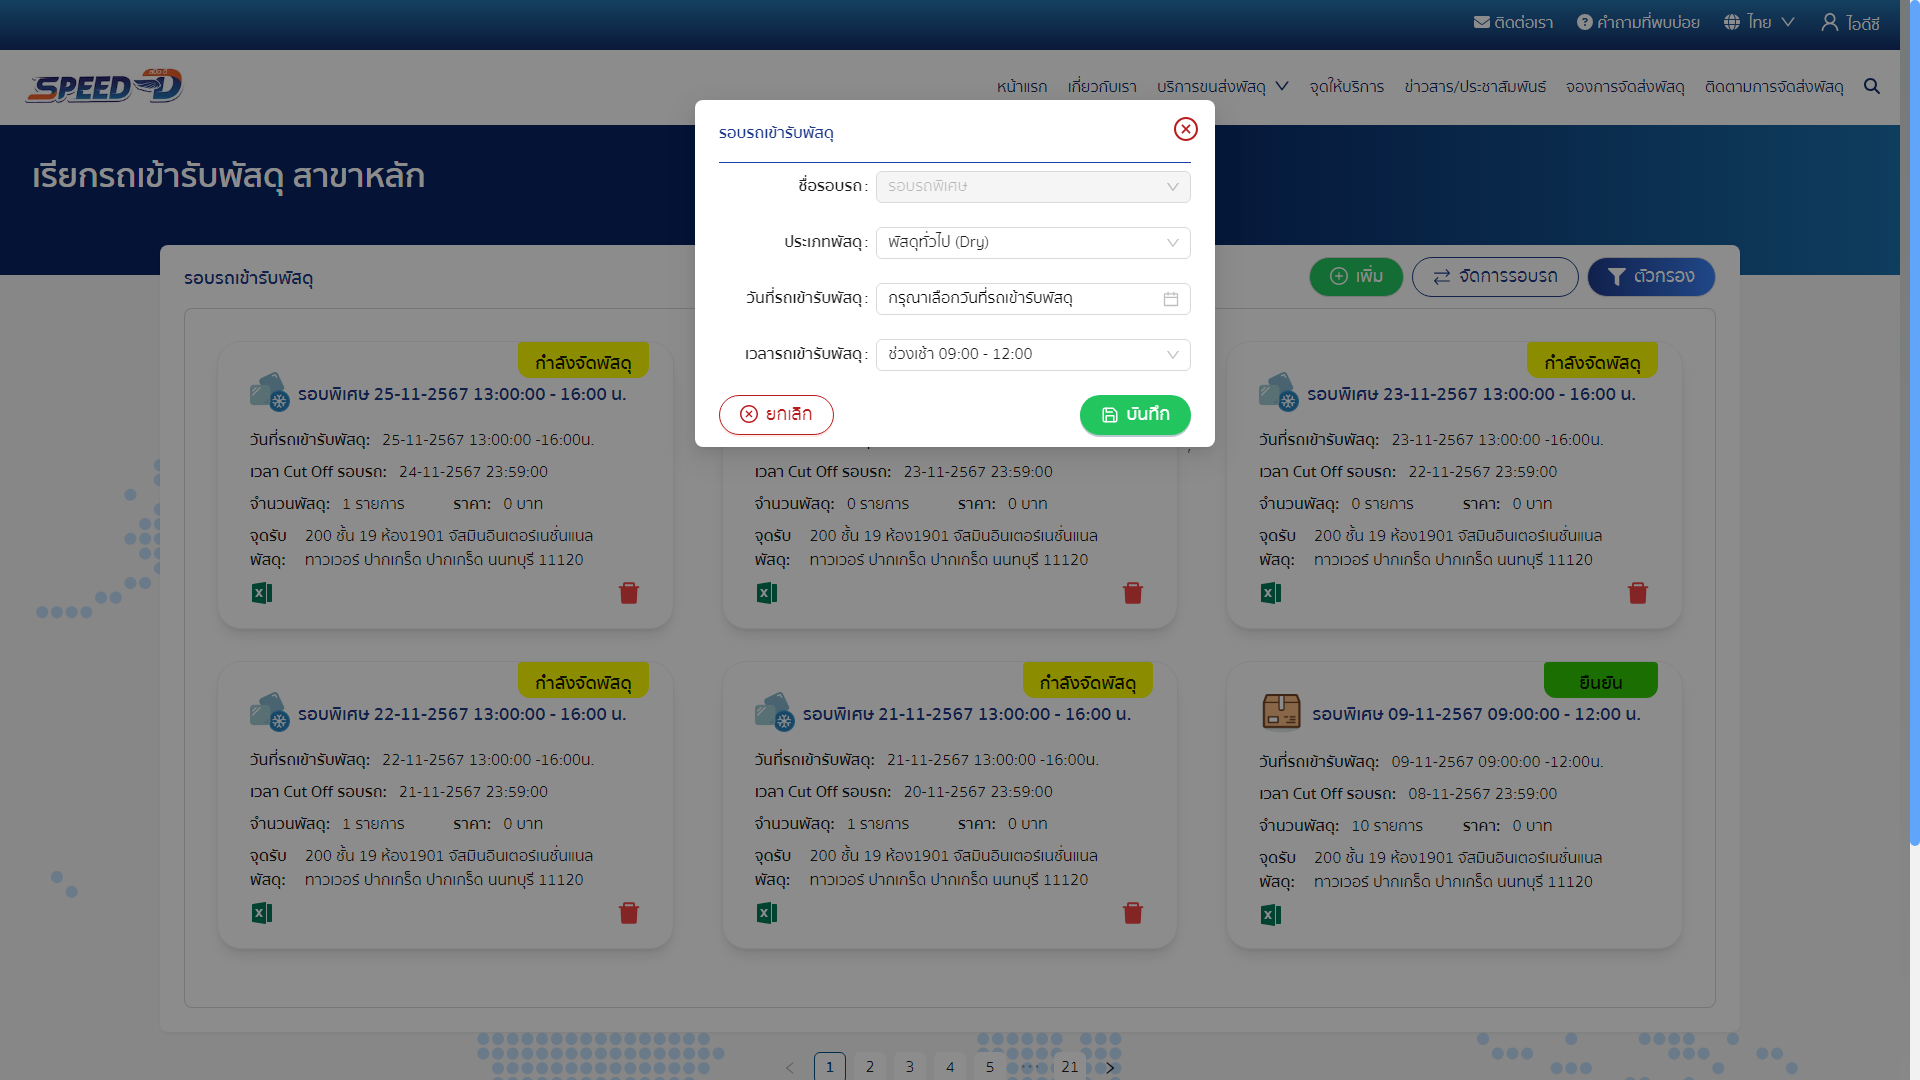 ติดต่อเรา คำถามที่พบบ่อย ไทย ไอดีซี
สปีด ดี
SPEED-D
หน้าแรก เกี่ยวกับเรา บริการขนส่งพัสดุ จุดให้บริการ ข่าวสาร/ประชาสัมพันธ์ จองการจัดส่งพัสดุ ติดตามการจัดส่งพัสดุ
เรียกรถเข้ารับพัสดุ สาขาหลัก
รอบรถเข้ารับพัสดุ
ชื่อรอบรถ : รอบรถพิเศษ
ประเภทพัสดุ : พัสดุทั่วไป (Dry)
วันที่รถเข้ารับพัสดุ : กรุณาเลือกวันที่รถเข้ารับพัสดุ
เวลารถเข้ารับพัสดุ : ช่วงเช้า 09:00 - 12:00
ยกเลิก บันทึก
รอบรถเข้ารับพัสดุ
เพิ่ม จัดการรอบรถ ตัวกรอง
กำลังจัดพัสดุ
รอบพิเศษ 25-11-2567 13:00:00 - 16:00 น.
วันที่รถเข้ารับพัสดุ: 25-11-2567 13:00:00 -16:00น.
เวลา Cut Off รอบรถ: 24-11-2567 23:59:00
จำนวนพัสดุ: 1 รายการ ราคา: 0 บาท
จุดรับ 200 ชั้น 19 ห้อง1901 จัสมินอินเตอร์เนชั่นแนล
พัสดุ: ทาวเวอร์ ปากเกร็ด ปากเกร็ด นนทบุรี 11120
เวลา Cut Off รอบรถ: 23-11-2567 23:59:00
จำนวนพัสดุ: 0 รายการ ราคา: 0 บาท
จุดรับ 200 ชั้น 19 ห้อง1901 จัสมินอินเตอร์เนชั่นแนล
พัสดุ: ทาวเวอร์ ปากเกร็ด ปากเกร็ด นนทบุรี 11120
กำลังจัดพัสดุ
รอบพิเศษ 23-11-2567 13:00:00 - 16:00 น.
วันที่รถเข้ารับพัสดุ: 23-11-2567 13:00:00 -16:00น.
เวลา Cut Off รอบรถ: 22-11-2567 23:59:00
จำนวนพัสดุ: 0 รายการ ราคา: 0 บาท
จุดรับ 200 ชั้น 19 ห้อง1901 จัสมินอินเตอร์เนชั่นแนล
พัสดุ: ทาวเวอร์ ปากเกร็ด ปากเกร็ด นนทบุรี 11120
กำลังจัดพัสดุ
รอบพิเศษ 22-11-2567 13:00:00 - 16:00 น.
วันที่รถเข้ารับพัสดุ: 22-11-2567 13:00:00 -16:00น.
เวลา Cut Off รอบรถ: 21-11-2567 23:59:00
จำนวนพัสดุ: 1 รายการ ราคา: 0 บาท
จุดรับ 200 ชั้น 19 ห้อง1901 จัสมินอินเตอร์เนชั่นแนล
พัสดุ: ทาวเวอร์ ปากเกร็ด ปากเกร็ด นนทบุรี 11120
กำลังจัดพัสดุ
รอบพิเศษ 21-11-2567 13:00:00 - 16:00 น.
วันที่รถเข้ารับพัสดุ: 21-11-2567 13:00:00 -16:00น.
เวลา Cut Off รอบรถ: 20-11-2567 23:59:00
จำนวนพัสดุ: 1 รายการ ราคา: 0 บาท
จุดรับ 200 ชั้น 19 ห้อง1901 จัสมินอินเตอร์เนชั่นแนล
พัสดุ: ทาวเวอร์ ปากเกร็ด ปากเกร็ด นนทบุรี 11120
ยืนยัน
รอบพิเศษ 09-11-2567 09:00:00 - 12:00 น.
วันที่รถเข้ารับพัสดุ: 09-11-2567 09:00:00 -12:00น.
เวลา Cut Off รอบรถ: 08-11-2567 23:59:00
จำนวนพัสดุ: 10 รายการ ราคา: 0 บาท
จุดรับ 200 ชั้น 19 ห้อง1901 จัสมินอินเตอร์เนชั่นแนล
พัสดุ: ทาวเวอร์ ปากเกร็ด ปากเกร็ด นนทบุรี 11120
1 2 3 4 5 ••• 21